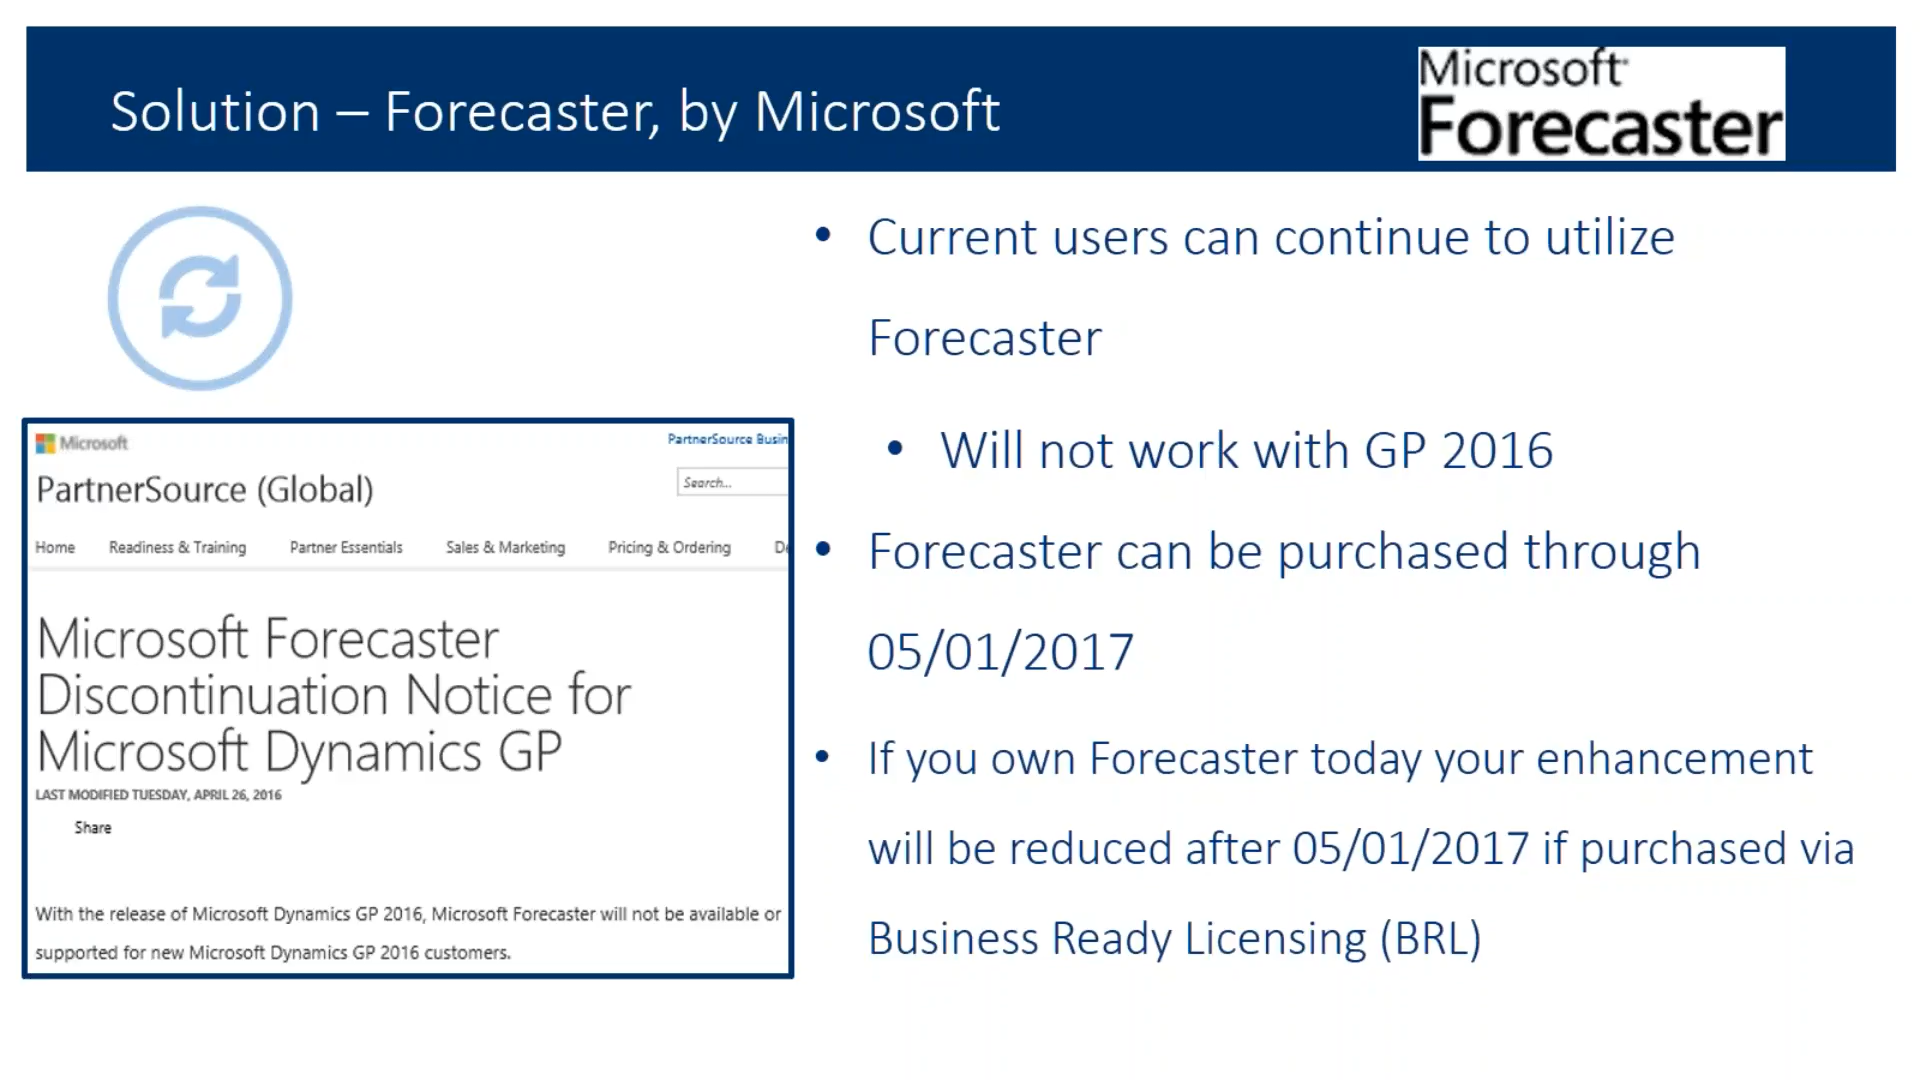 Solution – Forecaster, by Microsoft
Microsoft
Forecaster
• Current users can continue to utilize
Forecaster
• Will not work with GP 2016
• Forecaster can be purchased through
05/01/2017
• If you own Forecaster today your enhancement
will be reduced after 05/01/2017 if purchased via
Business Ready Licensing (BRL)
Microsoft
PartnerSource Busin
PartnerSource (Global)
Search...
Home Readiness & Training Partner Essentials Sales & Marketing Pricing & Ordering De
Microsoft Forecaster
Discontinuation Notice for
Microsoft Dynamics GP
LAST MODIFIED TUESDAY, APRIL 26, 2016
Share
With the release of Microsoft Dynamics GP 2016, Microsoft Forecaster will not be available or
supported for new Microsoft Dynamics GP 2016 customers.